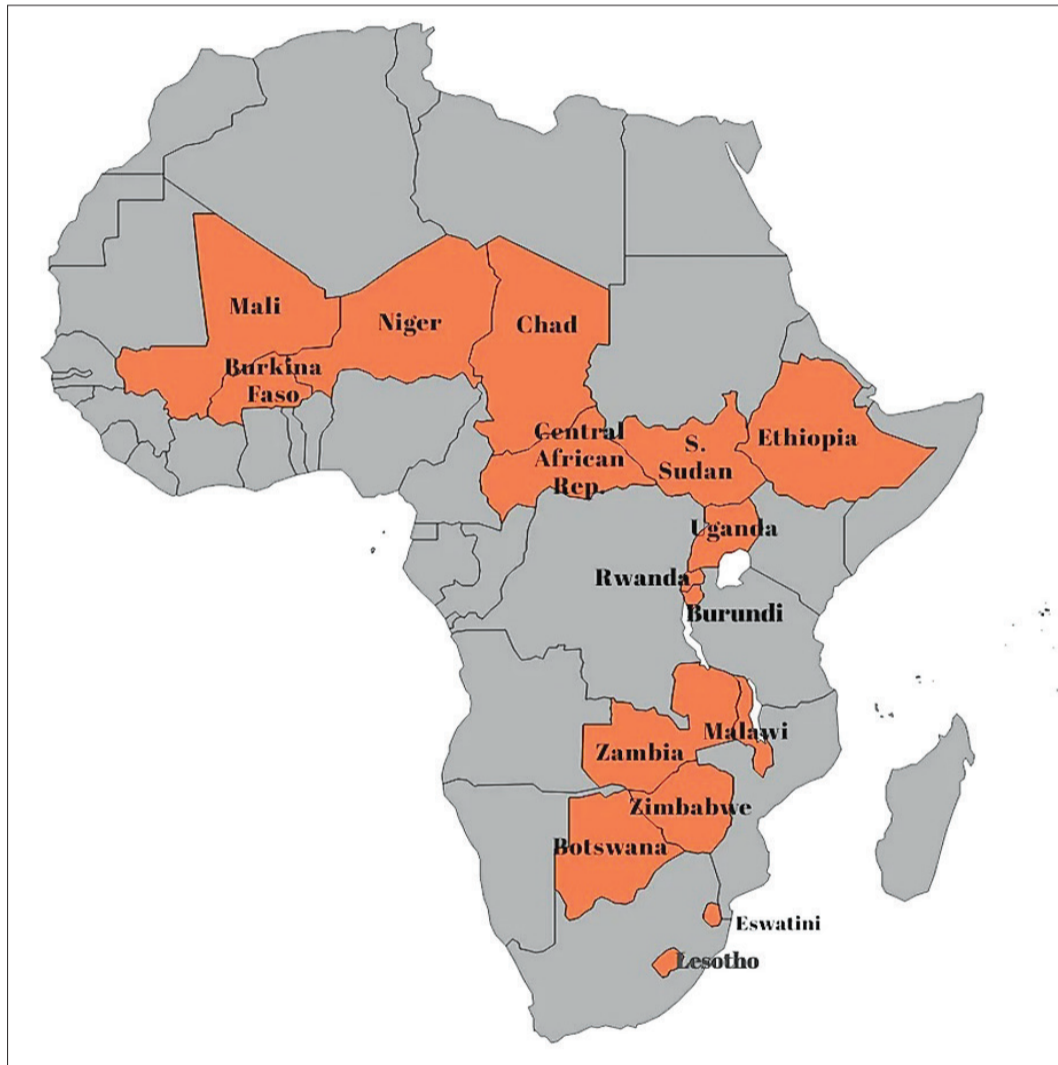 Mali
Niger
Chad
Burkina
Faso
Central
African
Rep.
S.
Sudan
Ethiopia
Uganda
Rwanda
Burundi
Malawi
Zambia
Zimbabwe
Botswana
Eswatini
Lesotho